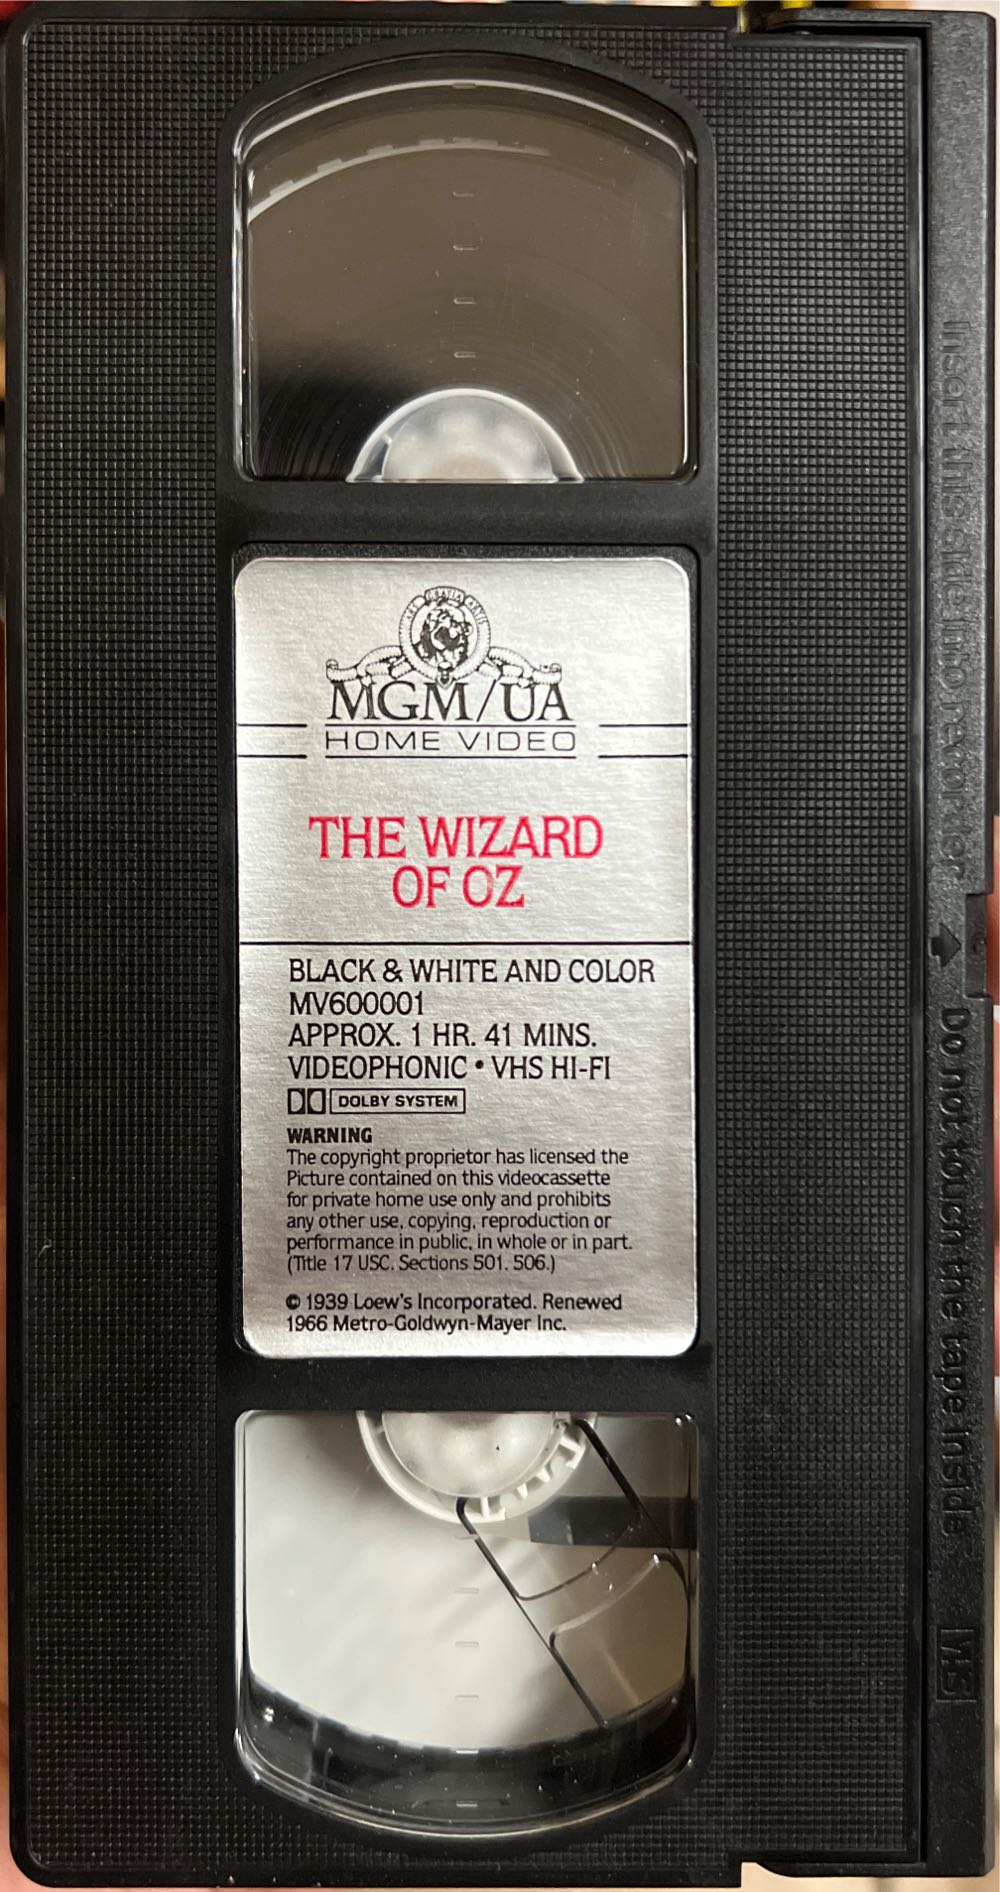 ARS GRATIA ARTIS
MGM/UA
HOME VIDEO
THE WIZARD
OF OZ
BLACK & WHITE AND COLOR
MV600001
APPROX. 1 HR. 41 MINS.
VIDEOPHONIC • VHS HI-FI
DOLBY SYSTEM
WARNING
The copyright proprietor has licensed the
Picture contained on this videocassette
for private home use only and prohibits
any other use, copying, reproduction or
performance in public, in whole or in part.
(Title 17 USC. Sections 501. 506.)
© 1939 Loew's Incorporated. Renewed
1966 Metro-Goldwyn-Mayer Inc.
Insert this side into recorder
Do not touch the tape inside
VHS